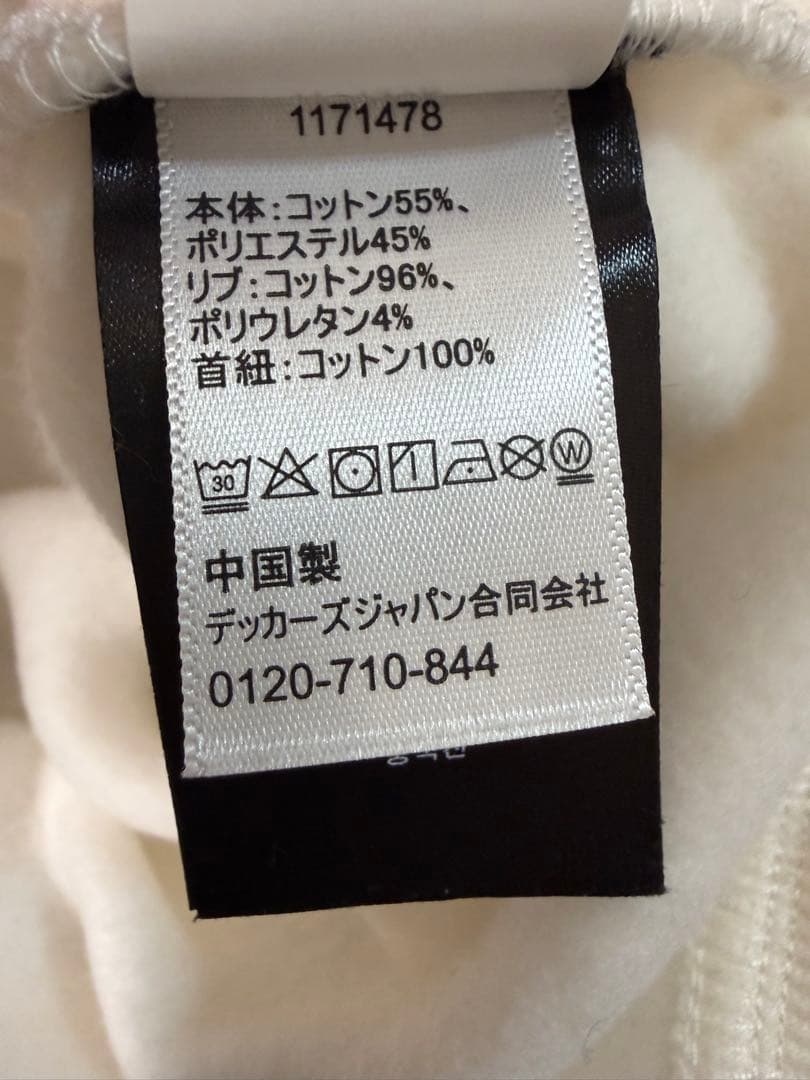 1171478
本体:コットン55%、
ポリエステル45%
リブ:コットン96%、
ポリウレタン4%
首紐:コットン100%
30
W
中国製
デッカーズジャパン合同会社
0120-710-844